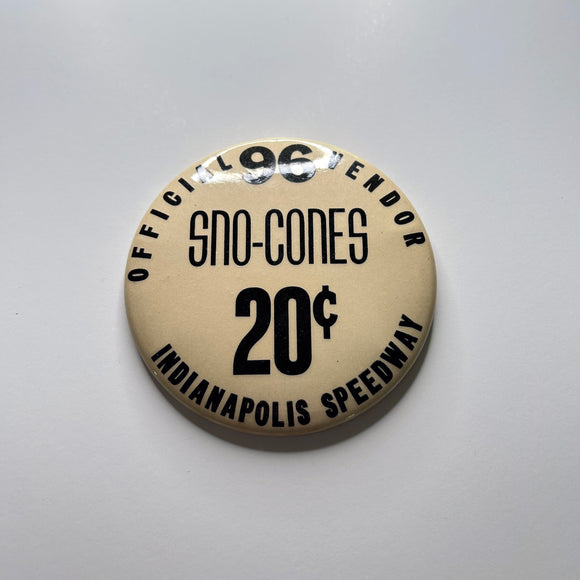 OFFICIAL 96 VENDOR
SNO-CONES
20¢
INDIANAPOLIS SPEEDWAY